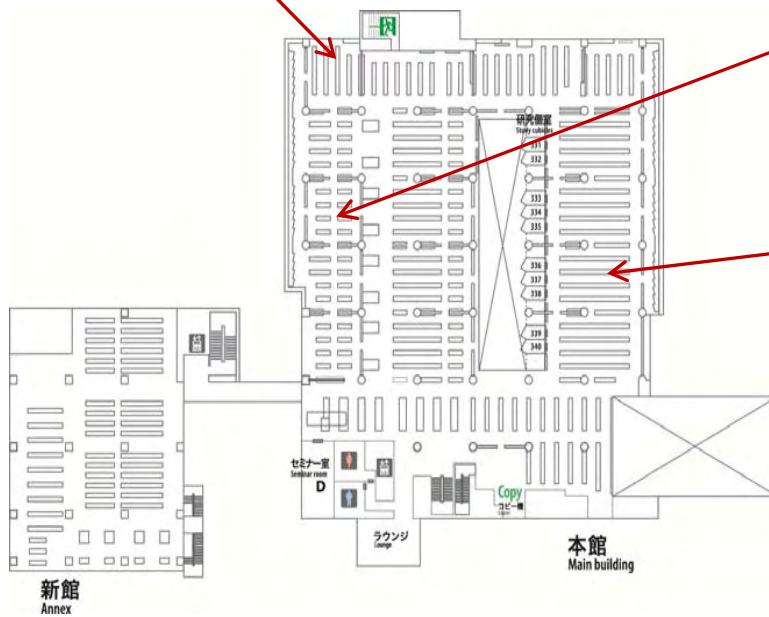 研究個室
Study cubicles
331
332
333
334
335
336
337
338
339
340
セミナー室
Seminar room
D
Copy
コピー機
ラウンジ
Lounge
本館
Main building
新館
Annex